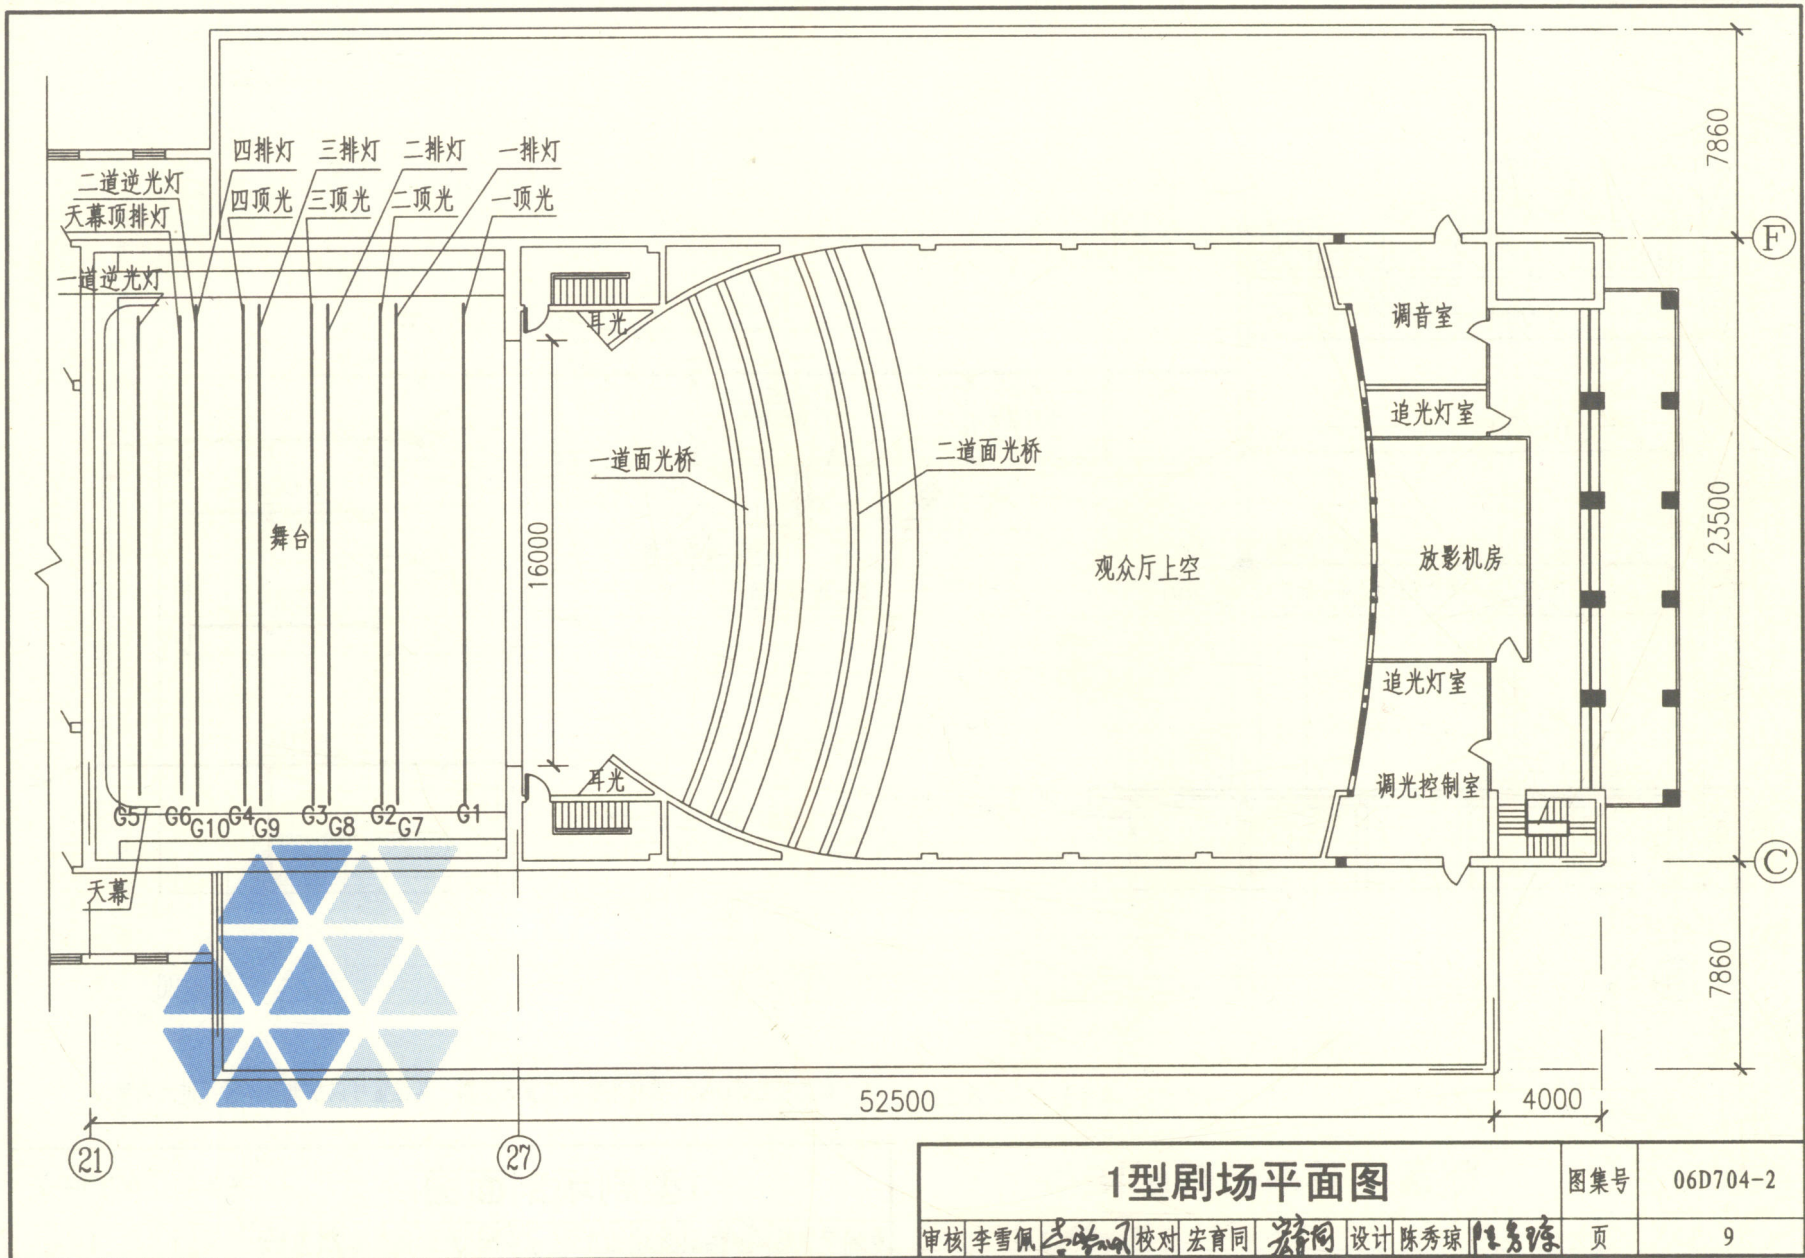 7860
四排灯 三排灯 二排灯 一排灯
二道逆光灯 四顶光 三顶光 二顶光 一顶光
天幕顶排灯
F
一道逆光灯
耳光
调音室
追光灯室
一道面光桥 二道面光桥
舞台
16000
观众厅上空
放影机房
23500
追光灯室
耳光
调光控制室
G5 G6 G10 G4 G9 G3 G8 G2 G7 G1
C
天幕
7860
52500 4000
21 27
1型剧场平面图 图集号 06D704-2
审核 李雪佩 校对 宏育同 设计 陈秀琼 陈秀琼 页 9